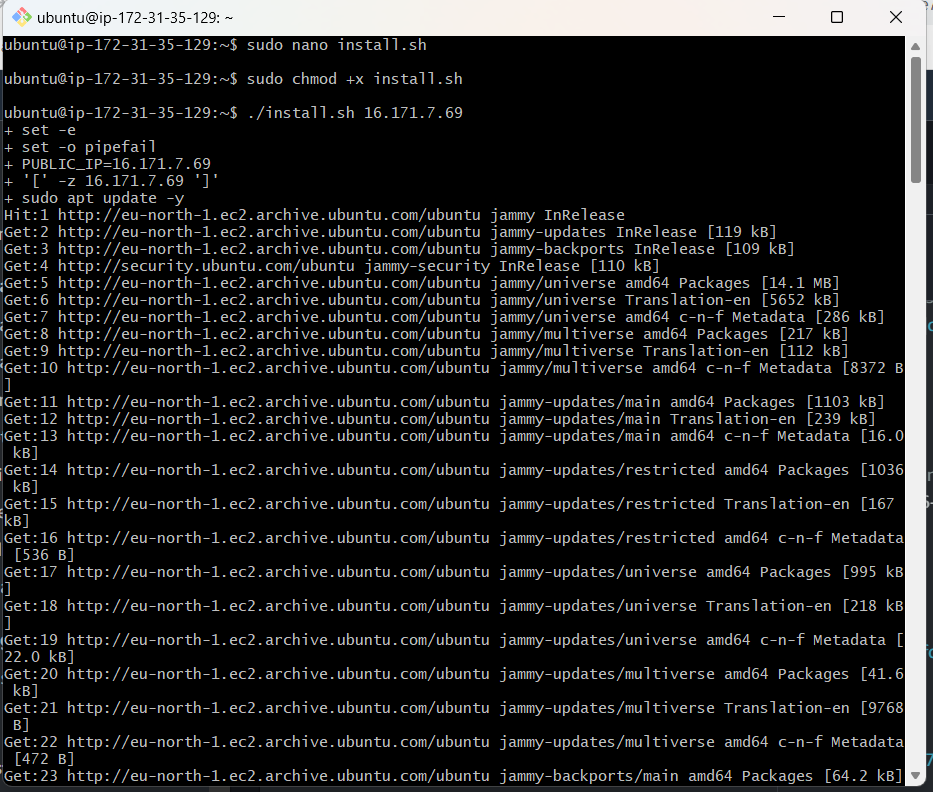 ubuntu@ip-172-31-35-129: ~
ubuntu@ip-172-31-35-129:~$ sudo nano install.sh
ubuntu@ip-172-31-35-129:~$ sudo chmod +x install.sh
ubuntu@ip-172-31-35-129:~$ ./install.sh 16.171.7.69
+ set -e
+ set -o pipefail
+ PUBLIC_IP=16.171.7.69
+ '[' -z 16.171.7.69 ']'
+ sudo apt update -y
Hit:1 http://eu-north-1.ec2.archive.ubuntu.com/ubuntu jammy InRelease
Get:2 http://eu-north-1.ec2.archive.ubuntu.com/ubuntu jammy-updates InRelease [119 kB]
Get:3 http://eu-north-1.ec2.archive.ubuntu.com/ubuntu jammy-backports InRelease [109 kB]
Get:4 http://security.ubuntu.com/ubuntu jammy-security InRelease [110 kB]
Get:5 http://eu-north-1.ec2.archive.ubuntu.com/ubuntu jammy/universe amd64 Packages [14.1 MB]
Get:6 http://eu-north-1.ec2.archive.ubuntu.com/ubuntu jammy/universe Translation-en [5652 kB]
Get:7 http://eu-north-1.ec2.archive.ubuntu.com/ubuntu jammy/universe amd64 c-n-f Metadata [286 kB]
Get:8 http://eu-north-1.ec2.archive.ubuntu.com/ubuntu jammy/multiverse amd64 Packages [217 kB]
Get:9 http://eu-north-1.ec2.archive.ubuntu.com/ubuntu jammy/multiverse Translation-en [112 kB]
Get:10 http://eu-north-1.ec2.archive.ubuntu.com/ubuntu jammy/multiverse amd64 c-n-f Metadata [8372 B
]
Get:11 http://eu-north-1.ec2.archive.ubuntu.com/ubuntu jammy-updates/main amd64 Packages [1103 kB]
Get:12 http://eu-north-1.ec2.archive.ubuntu.com/ubuntu jammy-updates/main Translation-en [239 kB]
Get:13 http://eu-north-1.ec2.archive.ubuntu.com/ubuntu jammy-updates/main amd64 c-n-f Metadata [16.0
 kB]
Get:14 http://eu-north-1.ec2.archive.ubuntu.com/ubuntu jammy-updates/restricted amd64 Packages [1036
 kB]
Get:15 http://eu-north-1.ec2.archive.ubuntu.com/ubuntu jammy-updates/restricted Translation-en [167
kB]
Get:16 http://eu-north-1.ec2.archive.ubuntu.com/ubuntu jammy-updates/restricted amd64 c-n-f Metadata
 [536 B]
Get:17 http://eu-north-1.ec2.archive.ubuntu.com/ubuntu jammy-updates/universe amd64 Packages [995 kB
]
Get:18 http://eu-north-1.ec2.archive.ubuntu.com/ubuntu jammy-updates/universe Translation-en [218 kB
]
Get:19 http://eu-north-1.ec2.archive.ubuntu.com/ubuntu jammy-updates/universe amd64 c-n-f Metadata [
22.0 kB]
Get:20 http://eu-north-1.ec2.archive.ubuntu.com/ubuntu jammy-updates/multiverse amd64 Packages [41.6
 kB]
Get:21 http://eu-north-1.ec2.archive.ubuntu.com/ubuntu jammy-updates/multiverse Translation-en [9768
 B]
Get:22 http://eu-north-1.ec2.archive.ubuntu.com/ubuntu jammy-updates/multiverse amd64 c-n-f Metadata
 [472 B]
Get:23 http://eu-north-1.ec2.archive.ubuntu.com/ubuntu jammy-backports/main amd64 Packages [64.2 kB]